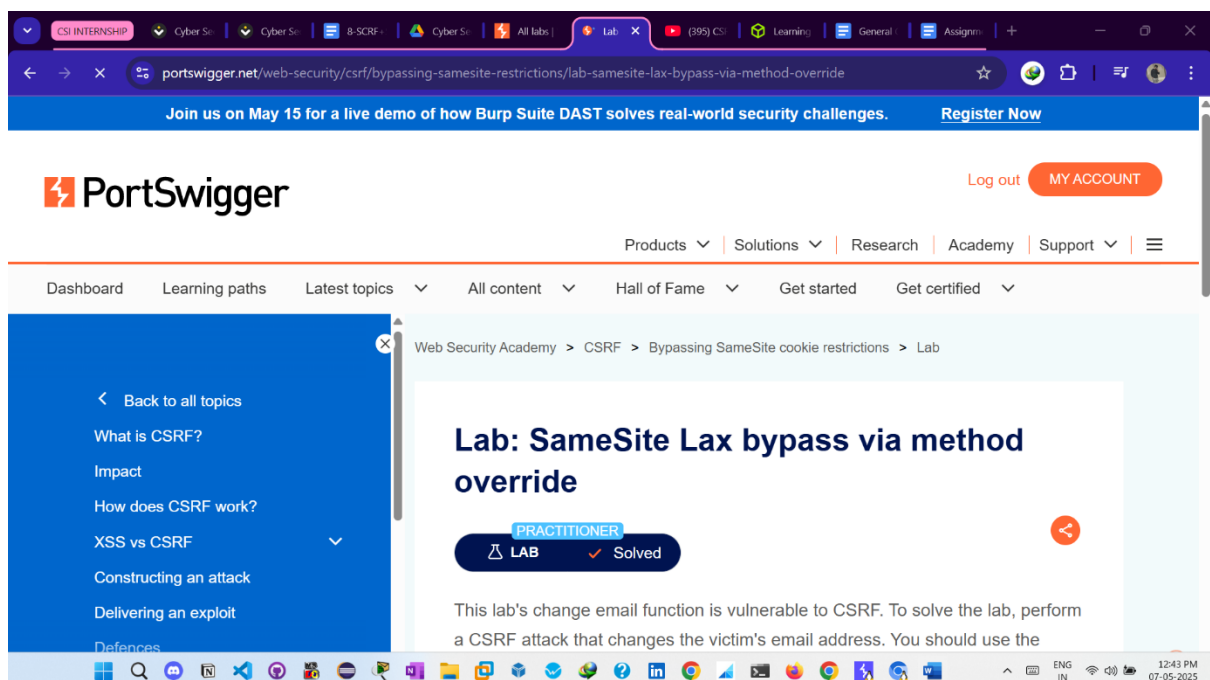 CSI INTERNSHIP
Cyber Se
Cyber Se
8-SCRF+
Cyber Se
All labs |
Lab
(395) CS
Learning
General (
Assignme
portswigger.net/web-security/csrf/bypassing-samesite-restrictions/lab-samesite-lax-bypass-via-method-override
Join us on May 15 for a live demo of how Burp Suite DAST solves real-world security challenges. Register Now
PortSwigger
Log out MY ACCOUNT
Products Solutions Research Academy Support
Dashboard Learning paths Latest topics All content Hall of Fame Get started Get certified
Web Security Academy > CSRF > Bypassing SameSite cookie restrictions > Lab
Back to all topics
What is CSRF?
Impact
How does CSRF work?
XSS vs CSRF
Constructing an attack
Delivering an exploit
Defences
Lab: SameSite Lax bypass via method
override
PRACTITIONER
LAB Solved
This lab's change email function is vulnerable to CSRF. To solve the lab, perform
a CSRF attack that changes the victim's email address. You should use the
ENG
IN
12:43 PM
07-05-2025